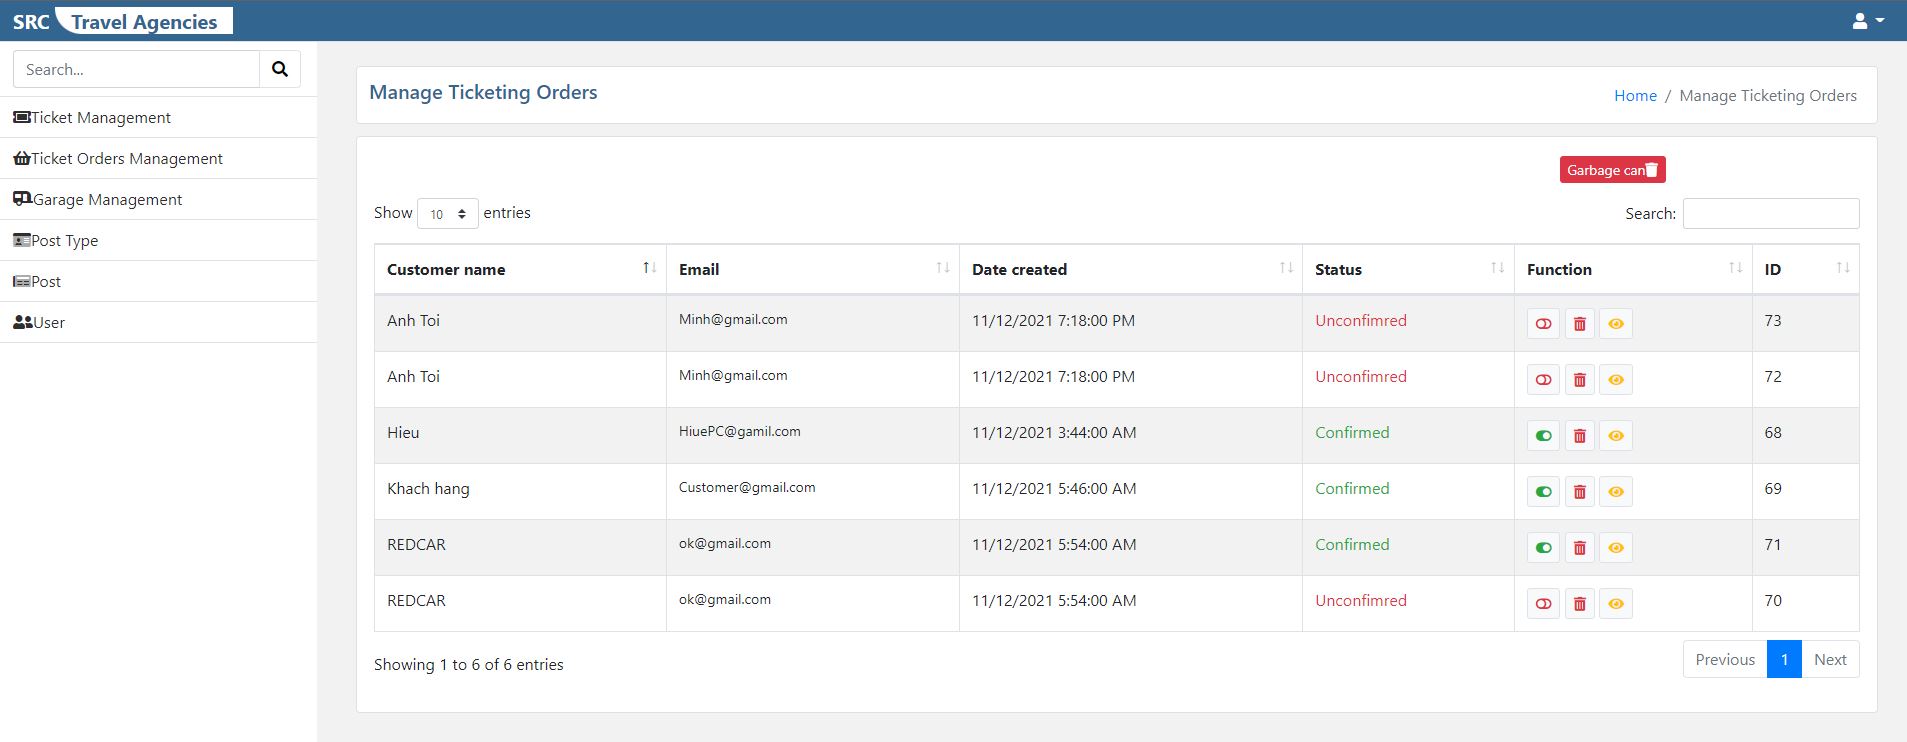 SRC Travel Agencies
Search...
Ticket Management
Ticket Orders Management
Garage Management
Post Type
Post
User
Manage Ticketing Orders
Home / Manage Ticketing Orders
Garbage can
Show 10 entries
Search:
Customer name Email Date created Status Function ID
Anh Toi Minh@gmail.com 11/12/2021 7:18:00 PM Unconfimred 73
Anh Toi Minh@gmail.com 11/12/2021 7:18:00 PM Unconfimred 72
Hieu HiuePC@gamil.com 11/12/2021 3:44:00 AM Confirmed 68
Khach hang Customer@gmail.com 11/12/2021 5:46:00 AM Confirmed 69
REDCAR ok@gmail.com 11/12/2021 5:54:00 AM Confirmed 71
REDCAR ok@gmail.com 11/12/2021 5:54:00 AM Unconfimred 70
Showing 1 to 6 of 6 entries
Previous 1 Next